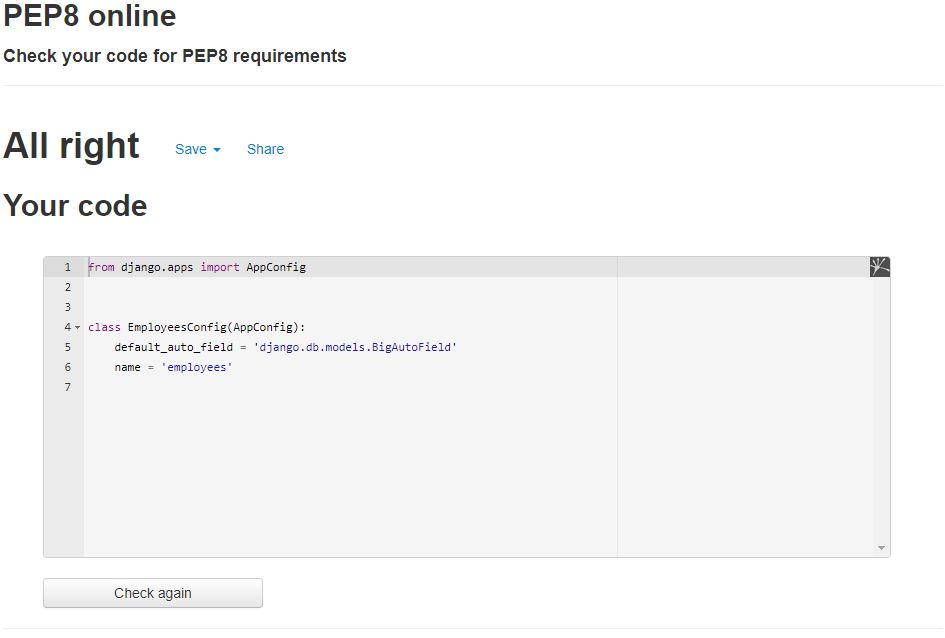 PEP8 online
Check your code for PEP8 requirements
All right Save Share
Your code
1 from django.apps import AppConfig
2
3
4 class EmployeesConfig(AppConfig):
5     default_auto_field = 'django.db.models.BigAutoField'
6     name = 'employees'
7
Check again